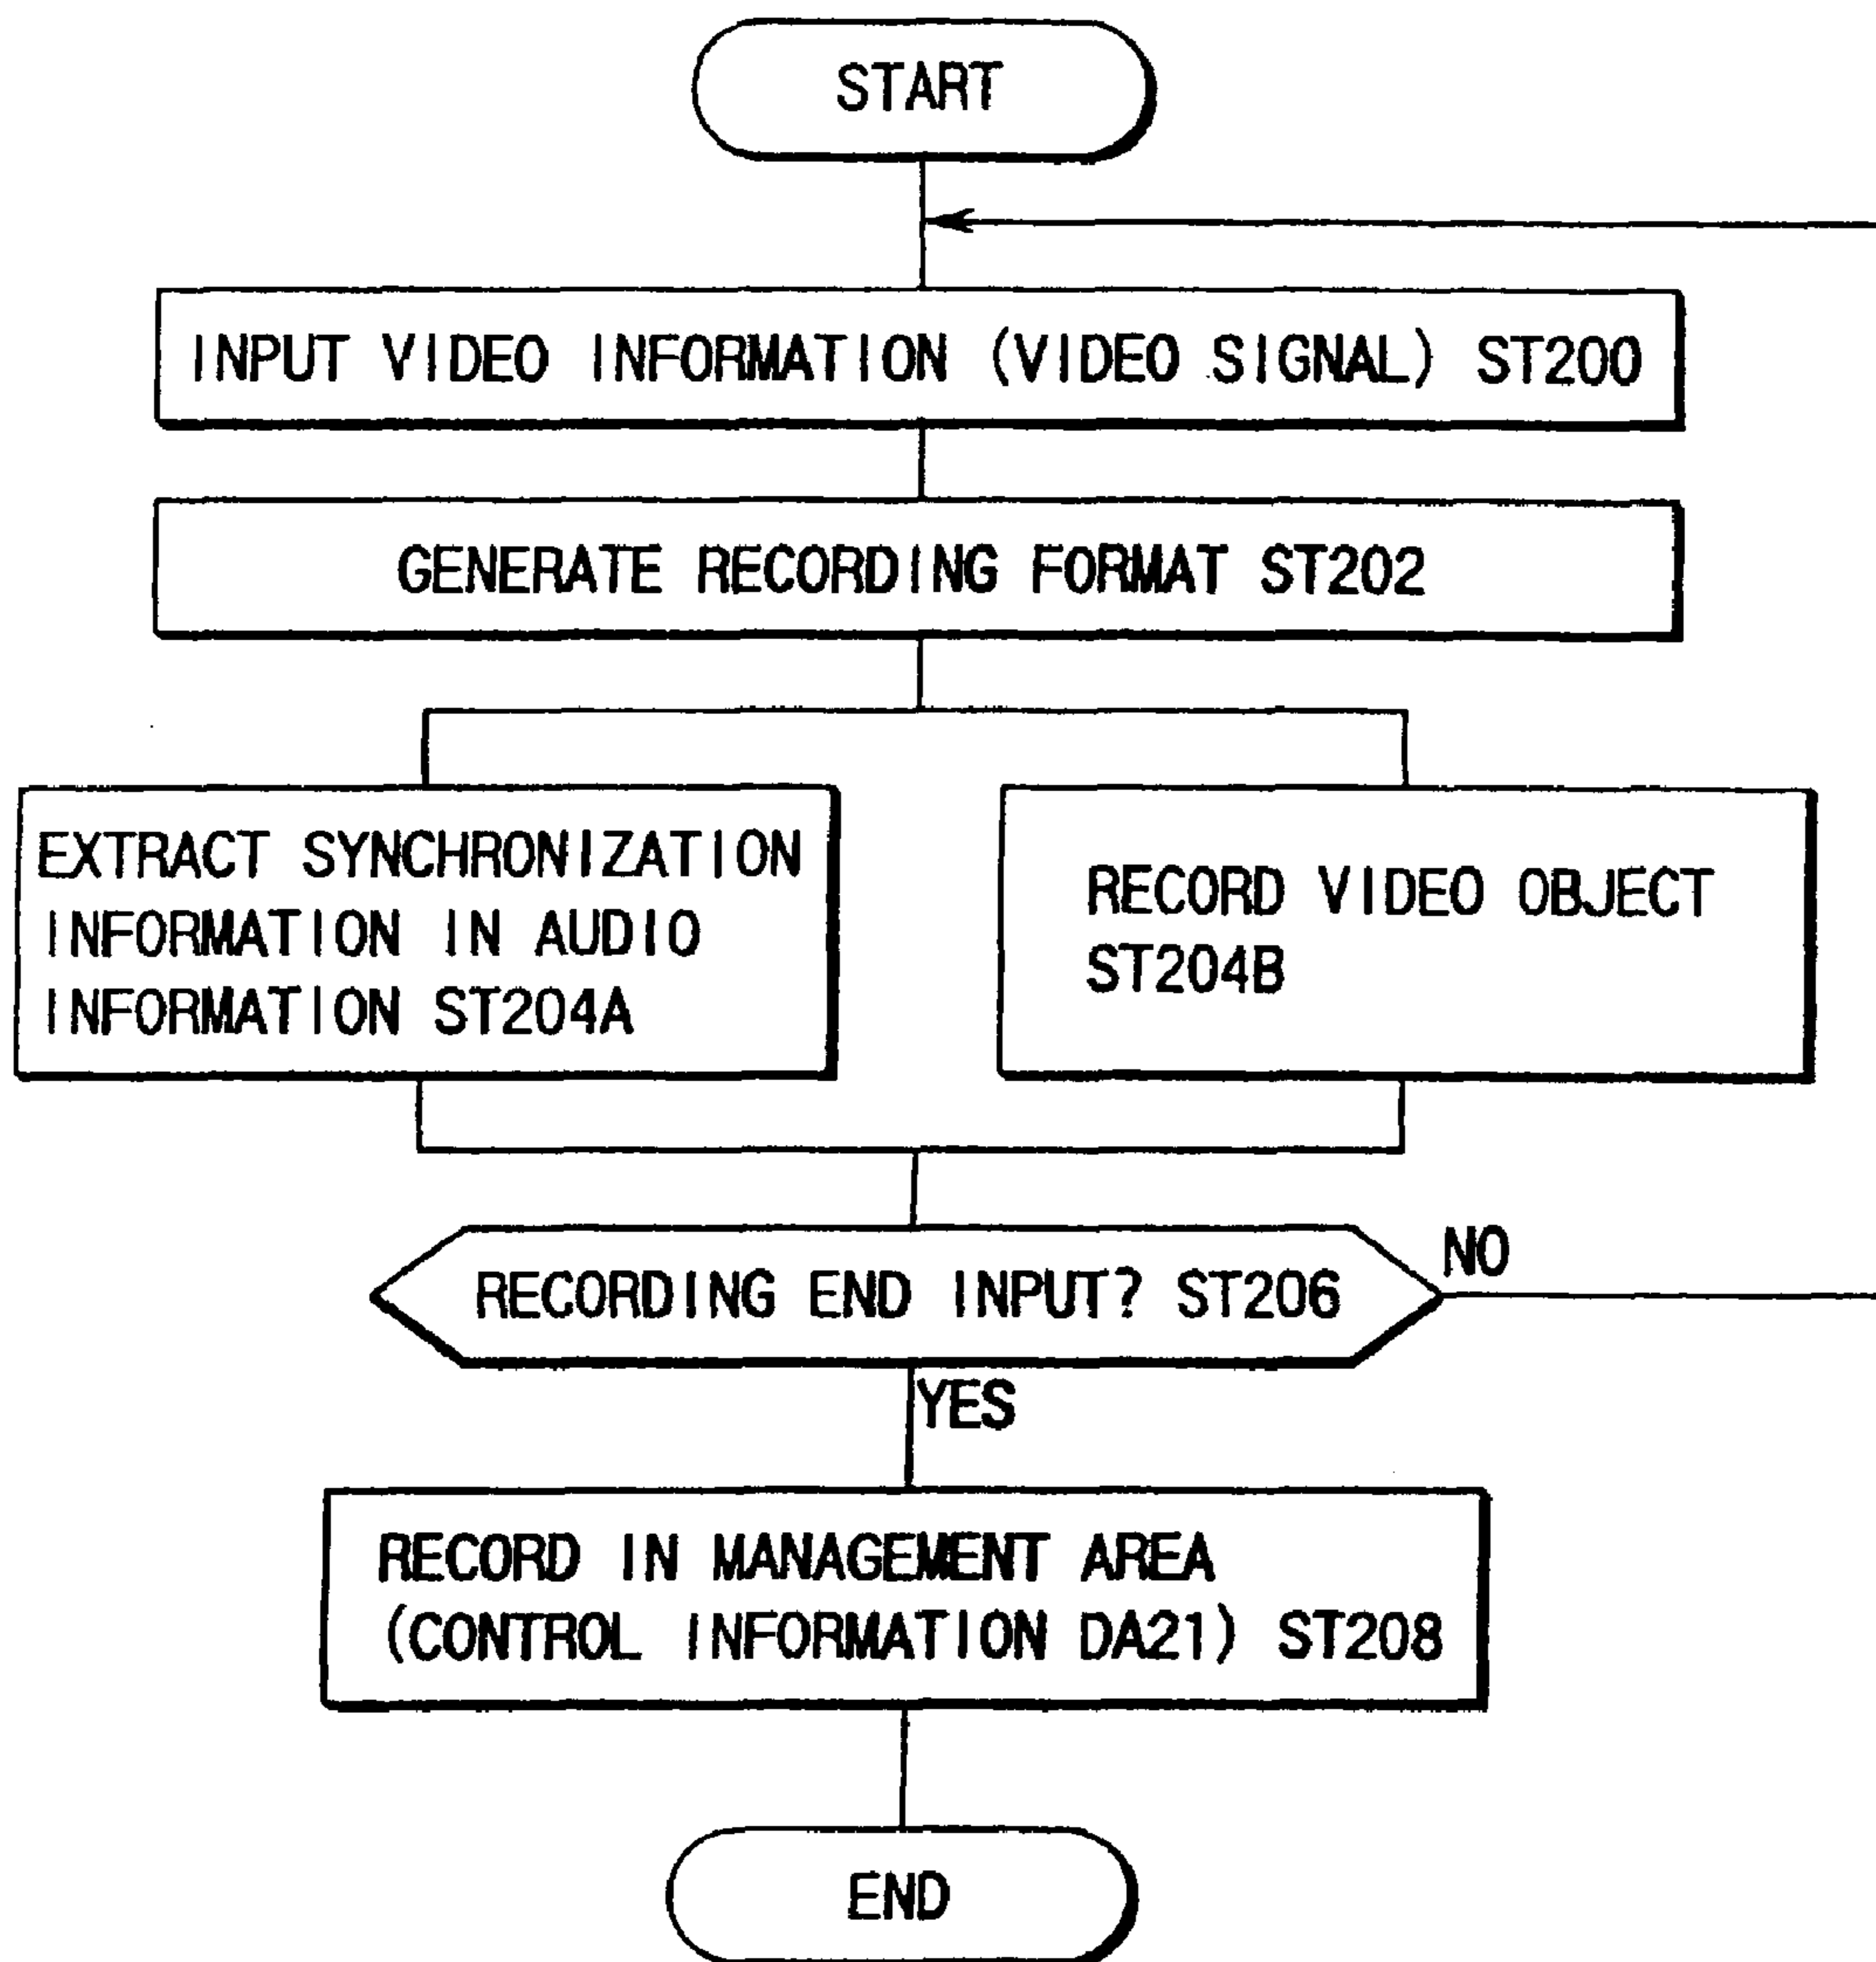 START
INPUT VIDEO INFORMATION (VIDEO SIGNAL) ST200
GENERATE RECORDING FORMAT ST202
EXTRACT SYNCHRONIZATION
INFORMATION IN AUDIO
INFORMATION ST204A
RECORD VIDEO OBJECT
ST204B
RECORDING END INPUT? ST206
NO
YES
RECORD IN MANAGEMENT AREA
(CONTROL INFORMATION DA21) ST208
END